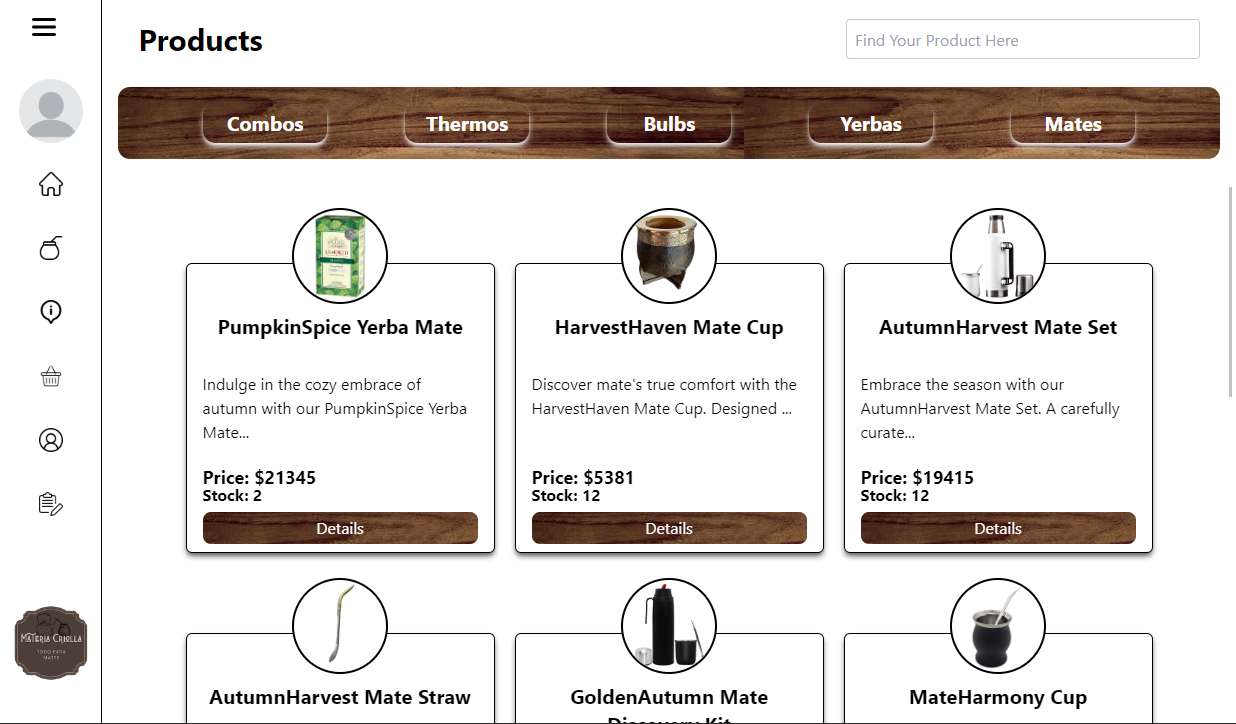 Products
Find Your Product Here
Combos
Thermos
Bulbs
Yerbas
Mates
PumpkinSpice Yerba Mate
Indulge in the cozy embrace of
autumn with our PumpkinSpice Yerba
Mate...
Price: $21345
Stock: 2
Details
HarvestHaven Mate Cup
Discover mate's true comfort with the
HarvestHaven Mate Cup. Designed ...
Price: $5381
Stock: 12
Details
AutumnHarvest Mate Set
Embrace the season with our
AutumnHarvest Mate Set. A carefully
curate...
Price: $19415
Stock: 12
Details
AutumnHarvest Mate Straw
GoldenAutumn Mate
Discovery Kit
MateHarmony Cup
Materia Criolla
TODO PARA
MATES